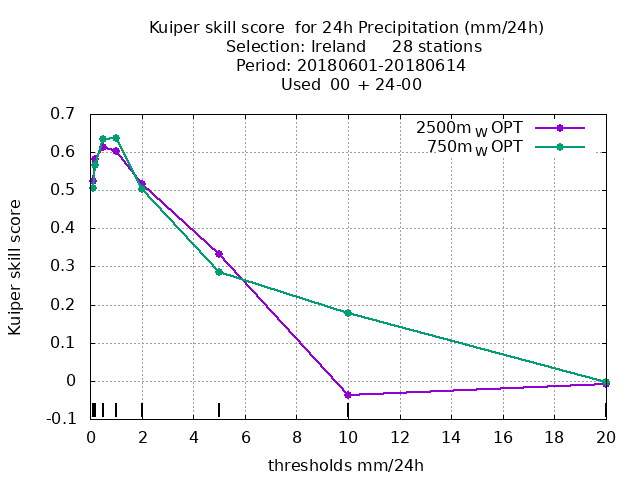 Kuiper skill score  for 24h Precipitation (mm/24h)
Selection: Ireland     28 stations
Period: 20180601-20180614
Used  00 + 24-00
2500m W OPT
750m W OPT
Kuiper skill score
0.7
0.6
0.5
0.4
0.3
0.2
0.1
0
-0.1
0 2 4 6 8 10 12 14 16 18 20
thresholds mm/24h